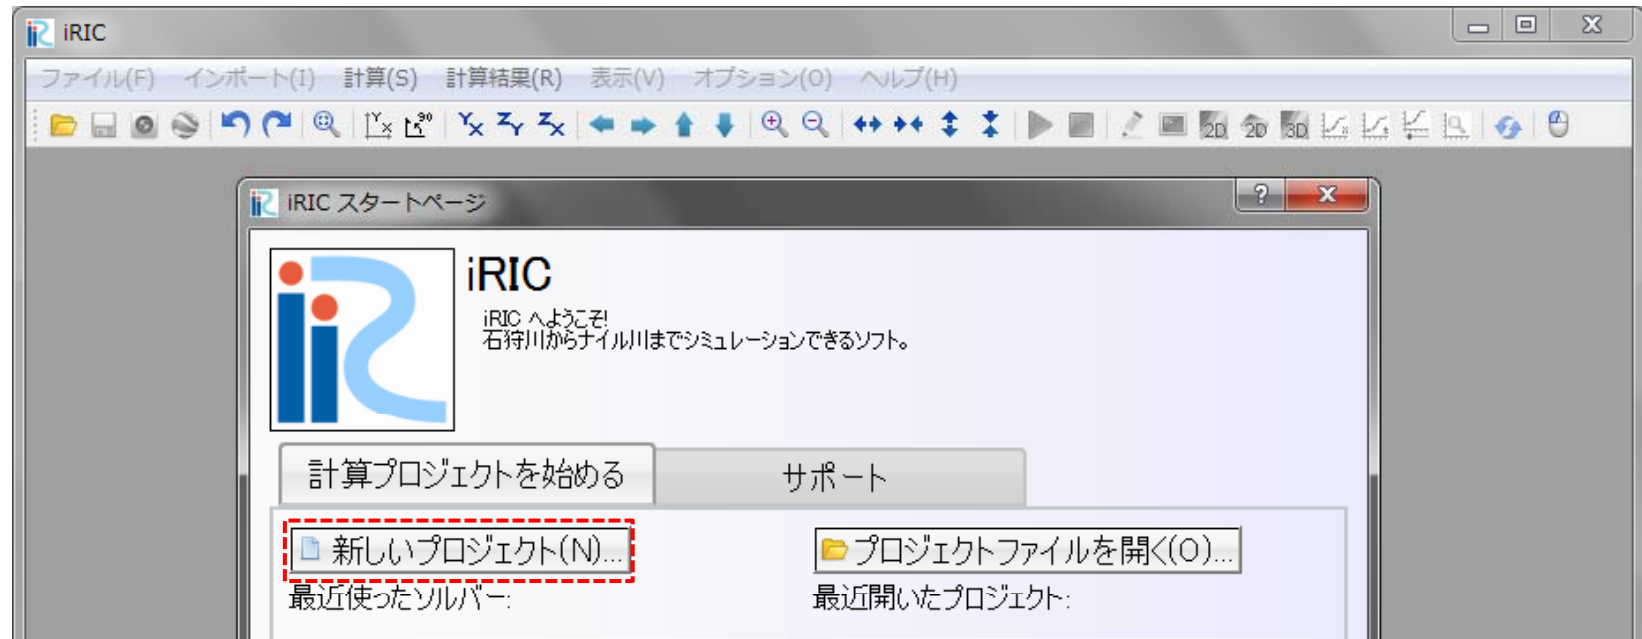 iRIC
ファイル(F) インポート(I) 計算(S) 計算結果(R) 表示(V) オプション(O) ヘルプ(H)
iRIC スタートページ
iRIC
iRIC へようこそ!
石狩川からナイル川までシミュレーションできるソフト。
計算プロジェクトを始める サポート
新しいプロジェクト(N)... プロジェクトファイルを開く(O)...
最近使ったソルバー: 最近開いたプロジェクト: